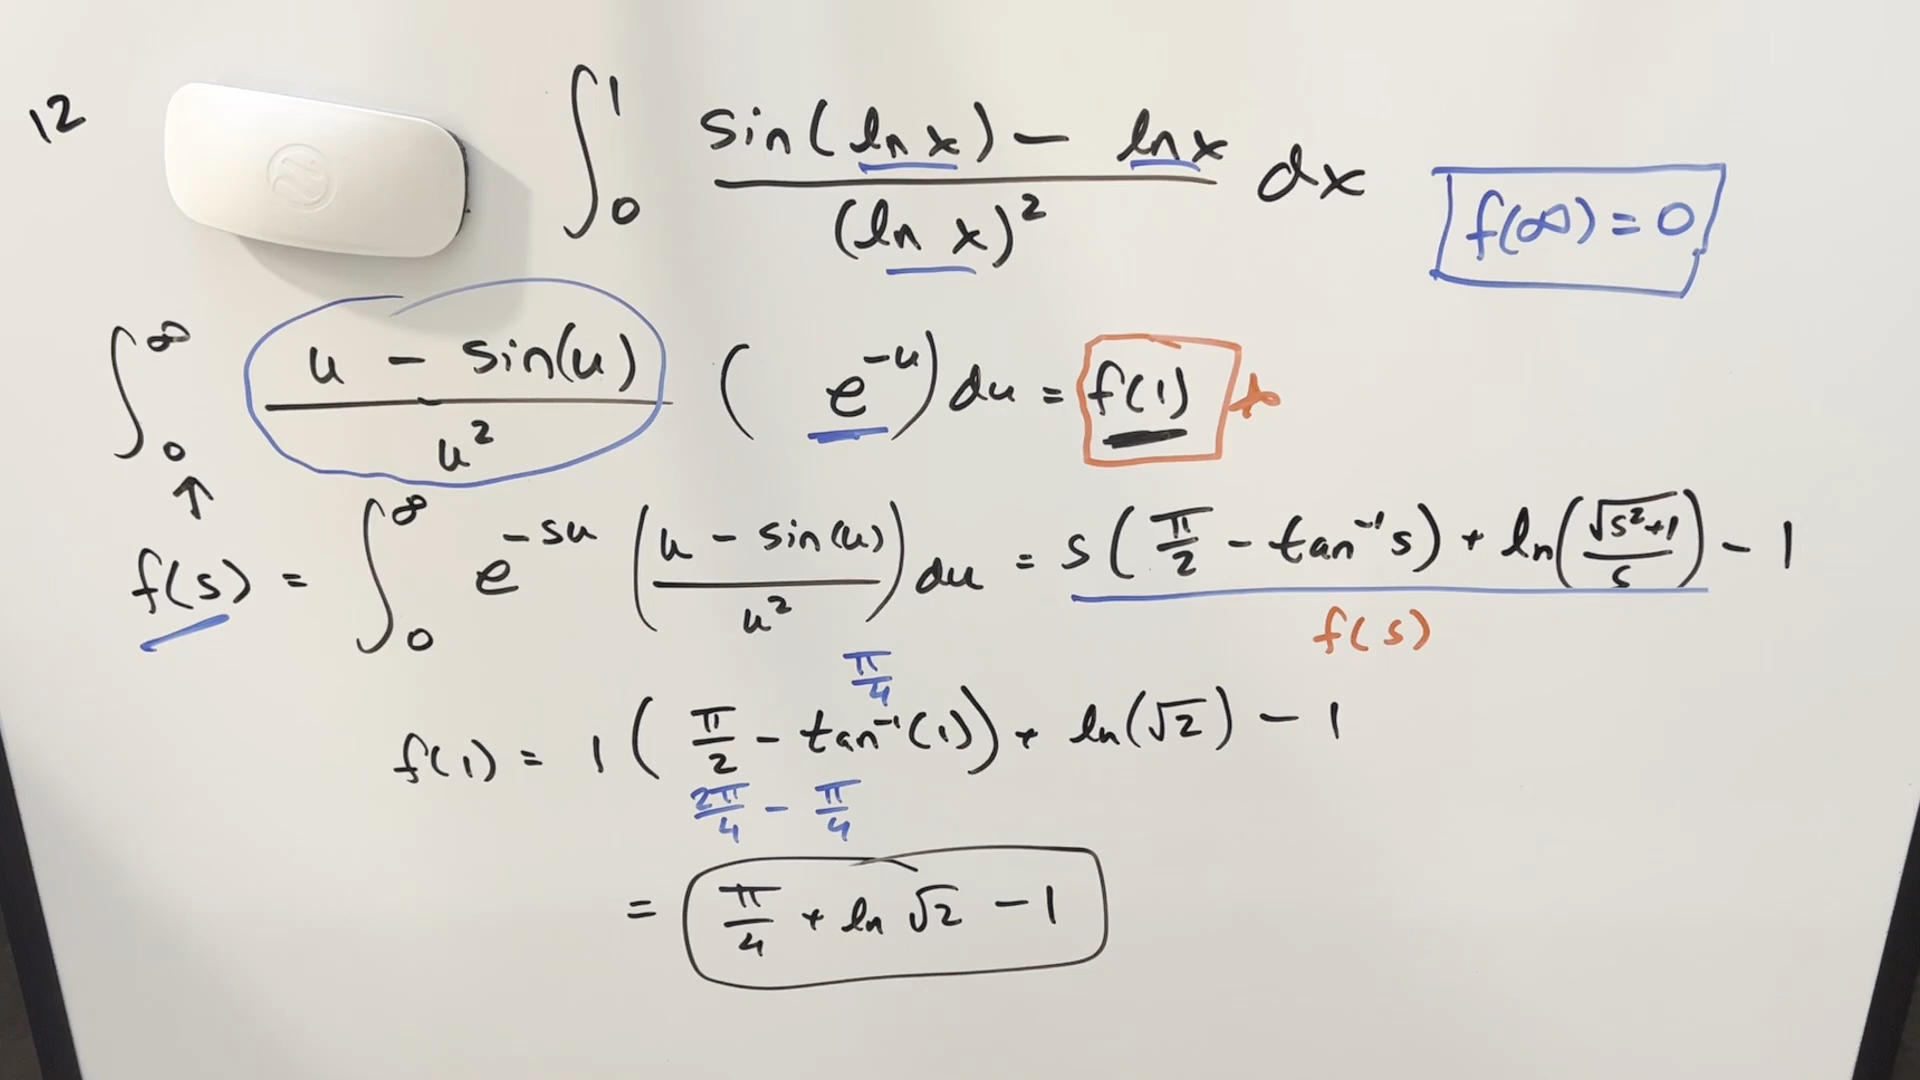 12
∫₀¹ (sin(ln x) − ln x)/(ln x)² dx
f(∞) = 0
∫₀^∞ (u − sin(u))/u² (e^−u) du = f(1)
f(s) = ∫₀^∞ e^−su ((u − sin(u))/u²) du = s(π/2 − tan⁻¹s) + ln(√(s²+1)/s) − 1
f(s)
π/4
f(1) = 1(π/2 − tan⁻¹(1)) + ln(√2) − 1
2π/4 − π/4
= π/4 + ln √2 − 1